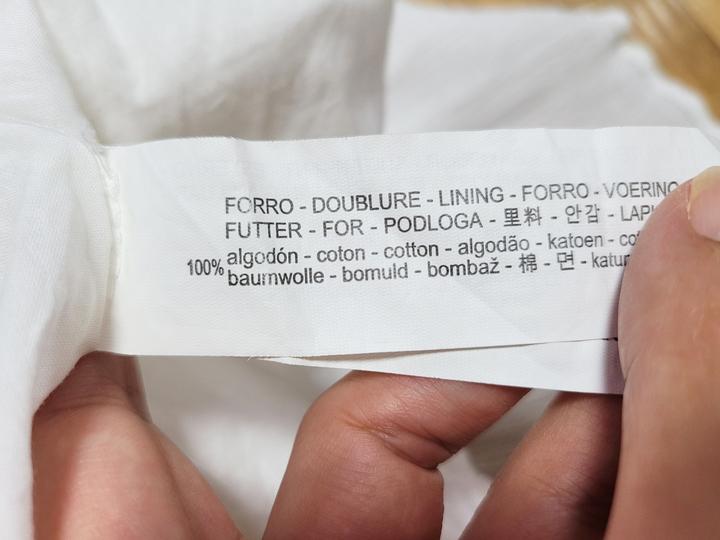 FORRO - DOUBLURE - LINING - FORRO - VOERING
FUTTER - FOR - PODLOGA - 里料 - 안감 -
100% algodón - coton - cotton - algodão - katoen -
baumwolle - bomuld - bombaž - 棉 - 면 -